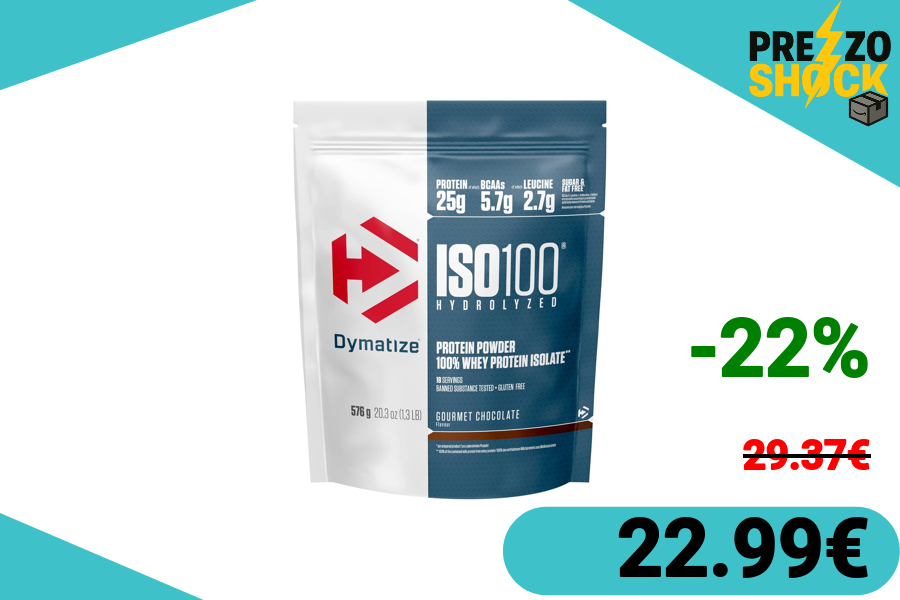 PREZZO
SHOCK
PROTEIN
25g
BCAAs
5.7g
LEUCINE
2.7g
SUGAR &
FAT FREE
ISO100®
HYDROLYZED
Dymatize
PROTEIN POWDER
100% WHEY PROTEIN ISOLATE**
18 SERVINGS
BANNED SUBSTANCE TESTED • GLUTEN FREE
576 g 20.3 oz (1,3 LB)
GOURMET CHOCOLATE
Flavour
-22%
29.37€
22.99€